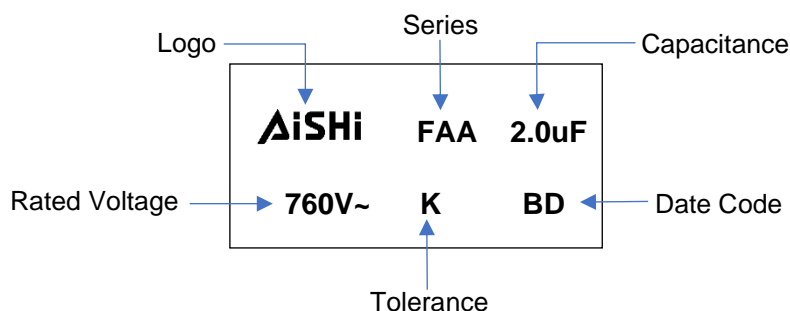 Logo Series Capacitance
AiSHi FAA 2.0uF
Rated Voltage 760V~ K BD Date Code
Tolerance